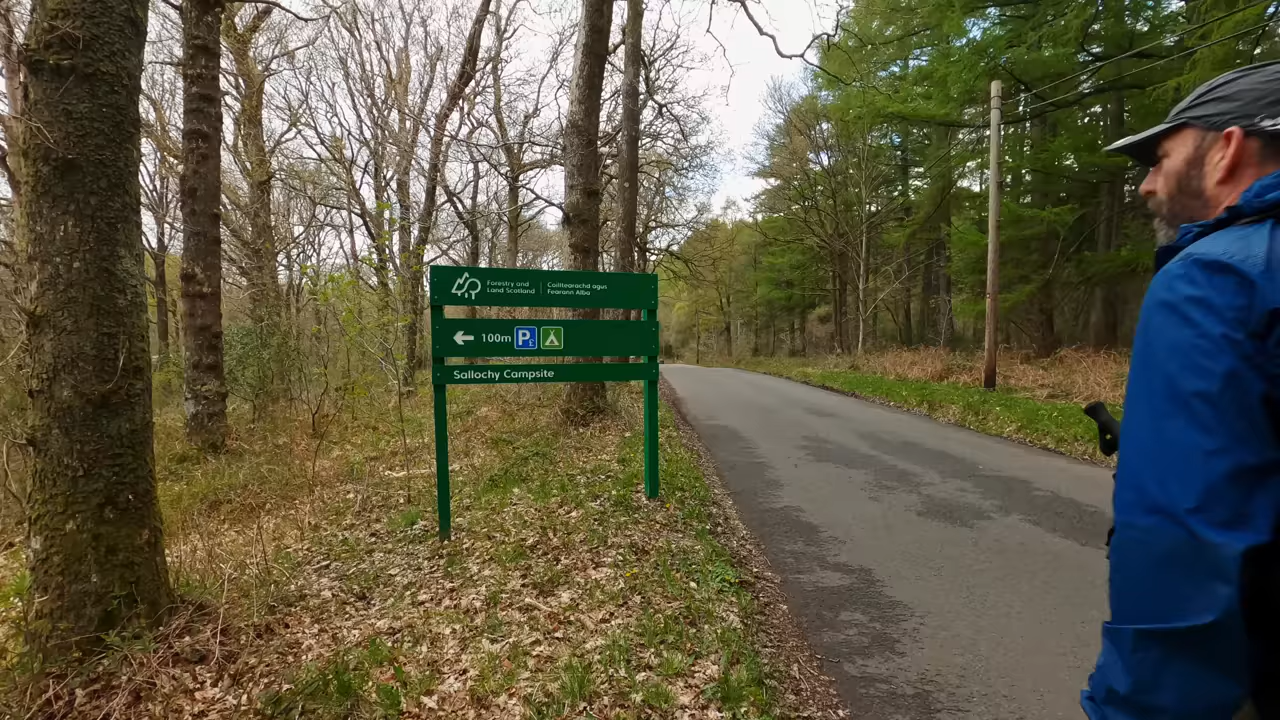 Forestry and
Land Scotland
Coilltearachd agus
Fearann Alba
100m P £
Sallochy Campsite